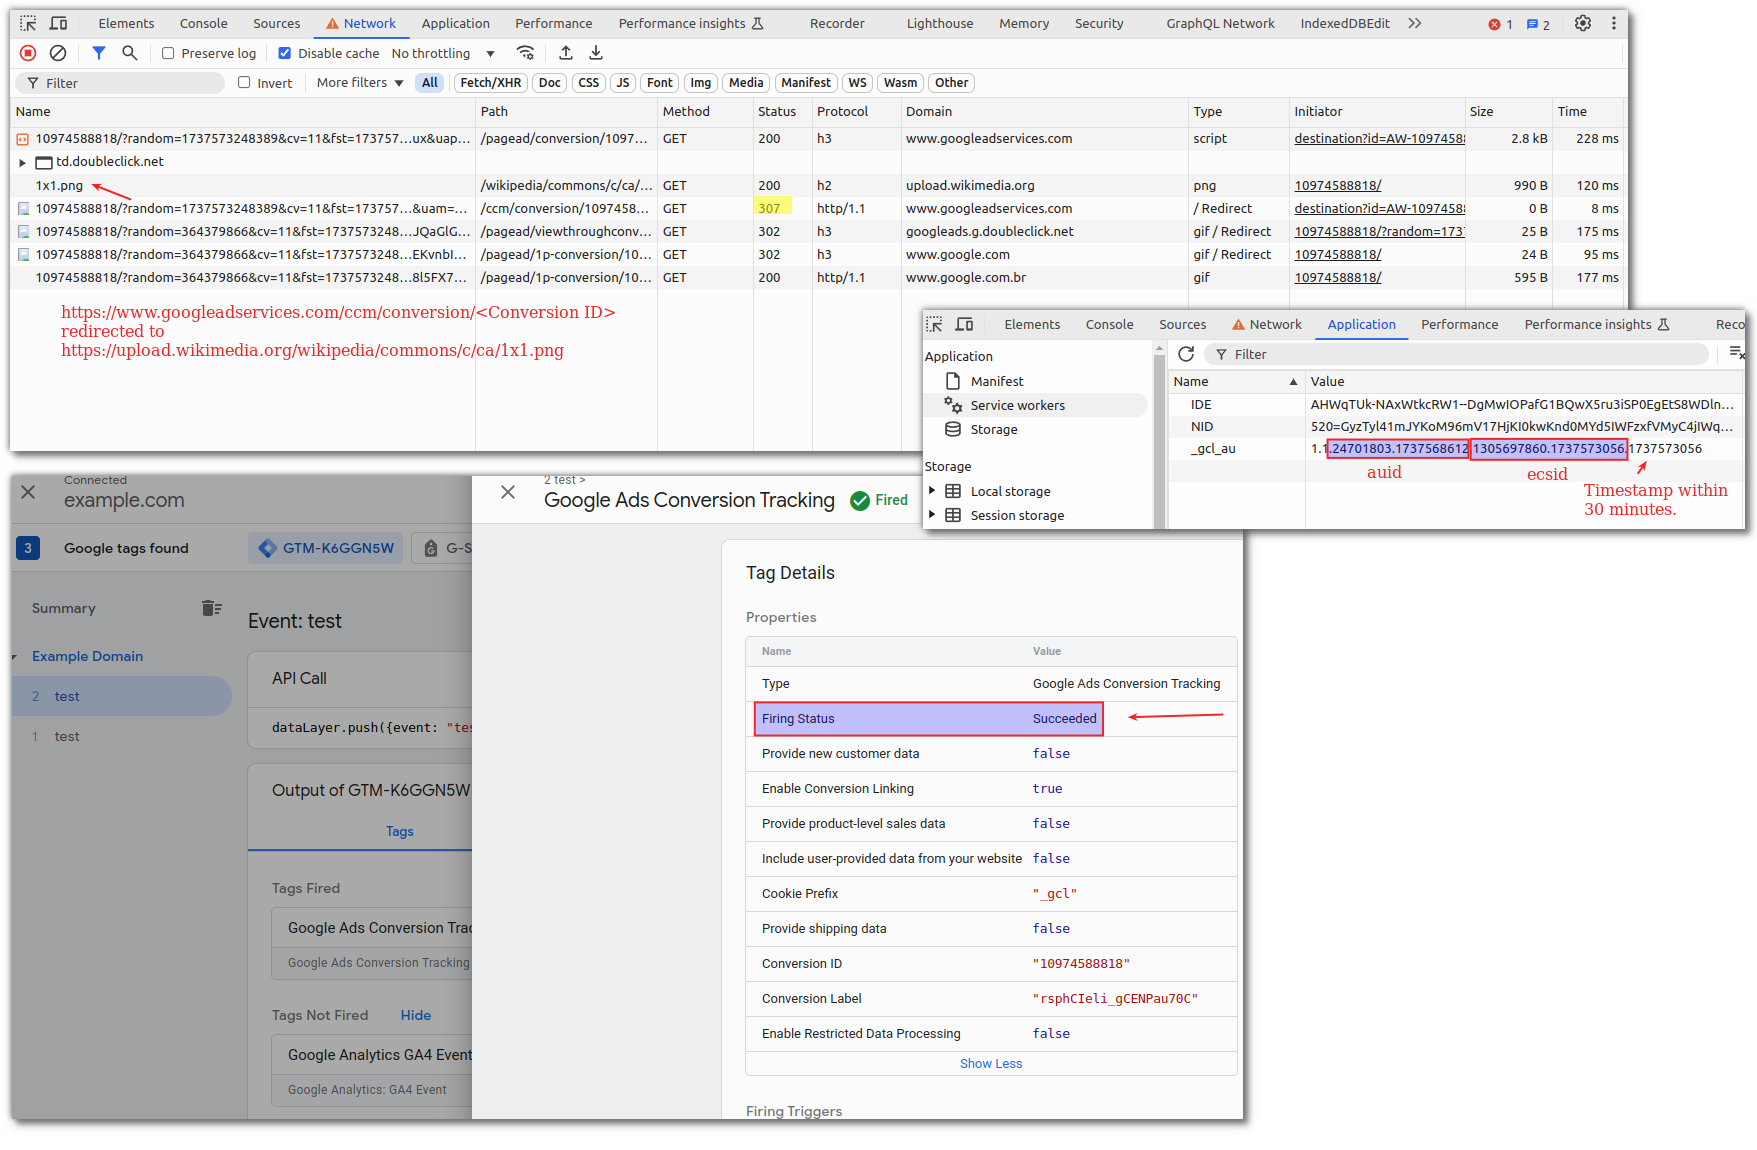 Elements Console Sources Network Application Performance Performance insights Recorder Lighthouse Memory Security GraphQL Network IndexedDBEdit 1 2
Preserve log Disable cache No throttling
Filter Invert More filters All Fetch/XHR Doc CSS JS Font Img Media Manifest WS Wasm Other
Name Path Method Status Protocol Domain Type Initiator Size Time
10974588818/?random=1737573248389&cv=11&fst=173757…ux&uap… /pagead/conversion/1097… GET 200 h3 www.googleadservices.com script destination?id=AW-1097458 2.8 kB 228 ms
td.doubleclick.net
1x1.png /wikipedia/commons/c/ca/… GET 200 h2 upload.wikimedia.org png 10974588818/ 990 B 120 ms
10974588818/?random=1737573248389&cv=11&fst=173757…&uam=… /ccm/conversion/1097458… GET 307 http/1.1 www.googleadservices.com / Redirect destination?id=AW-1097458 0 B 8 ms
10974588818/?random=364379866&cv=11&fst=1737573248…JQaGlG… /pagead/viewthroughconv… GET 302 h3 googleads.g.doubleclick.net gif / Redirect 10974588818/?random=173 25 B 175 ms
10974588818/?random=364379866&cv=11&fst=1737573248…EKvnbI… /pagead/1p-conversion/10… GET 302 h3 www.google.com gif / Redirect 10974588818/ 24 B 95 ms
10974588818/?random=364379866&cv=11&fst=1737573248…8l5FX7… /pagead/1p-conversion/10… GET 200 http/1.1 www.google.com.br gif 10974588818/ 595 B 177 ms
https://www.googleadservices.com/ccm/conversion/<Conversion ID>
redirected to
https://upload.wikimedia.org/wikipedia/commons/c/ca/1x1.png
Elements Console Sources Network Application Performance Performance insights Reco
Application
Manifest
Service workers
Storage
Storage
Local storage
Session storage
Filter
Name Value
IDE AHWqTUk-NAxWtkcRW1--DgMwIOPafG1BQwX5ru3iSP0EgEtS8WDln…
NID 520=GyzTyl41mJYKoM96mV17HjKI0kwKnd0MYd5IWFzxfVMyC4jIWq…
_gcl_au 1.1.24701803.1737568612.1305697860.1737573056.1737573056
auid ecsid
Timestamp within
30 minutes.
Connected
example.com
3 Google tags found GTM-K6GGN5W G-S
Summary
Example Domain
2 test
1 test
Event: test
API Call
dataLayer.push({event: "tes
Output of GTM-K6GGN5W
Tags
Tags Fired
Google Ads Conversion Trac
Google Ads Conversion Tracking
Tags Not Fired Hide
Google Analytics GA4 Event
Google Analytics: GA4 Event
2 test >
Google Ads Conversion Tracking Fired
Tag Details
Properties
Name Value
Type Google Ads Conversion Tracking
Firing Status Succeeded
Provide new customer data false
Enable Conversion Linking true
Provide product-level sales data false
Include user-provided data from your website false
Cookie Prefix "_gcl"
Provide shipping data false
Conversion ID "10974588818"
Conversion Label "rsphCIeli_gCENPau70C"
Enable Restricted Data Processing false
Show Less
Firing Triggers